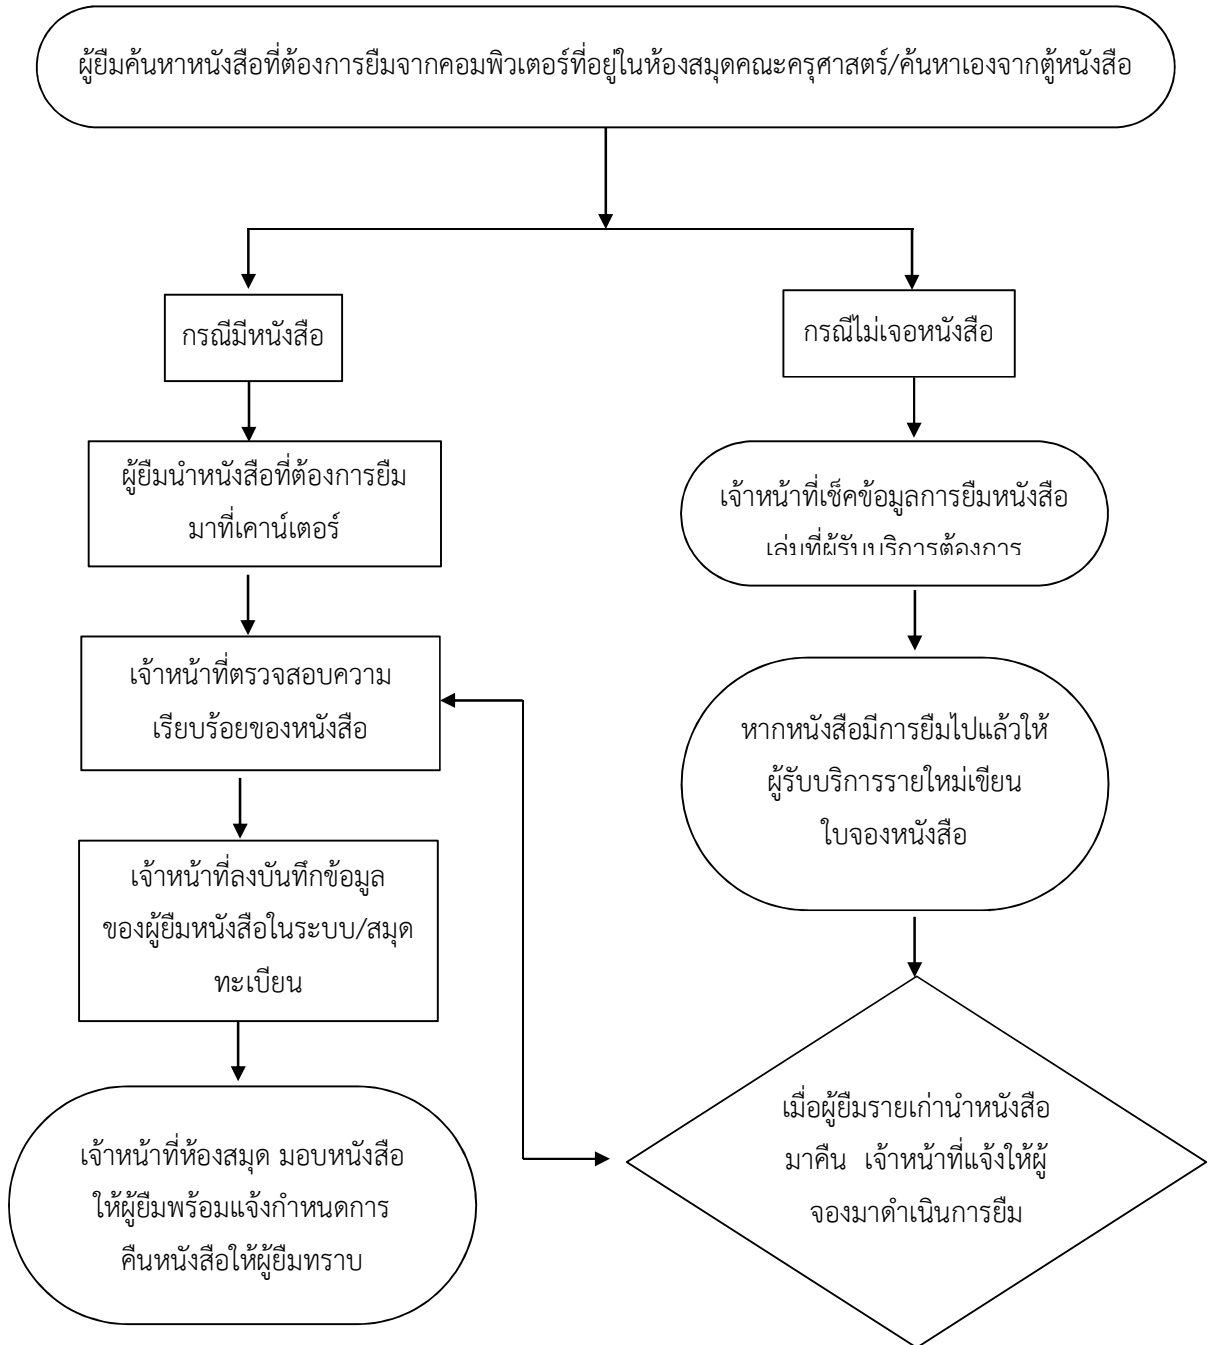 ผู้ยืมค้นหาหนังสือที่ต้องการยืมจากคอมพิวเตอร์ที่อยู่ในห้องสมุดคณะครุศาสตร์/ค้นหาเองจากตู้หนังสือ
กรณีมีหนังสือ
ผู้ยืมนำหนังสือที่ต้องการยืม
มาที่เคาน์เตอร์
เจ้าหน้าที่ตรวจสอบความ
เรียบร้อยของหนังสือ
เจ้าหน้าที่ลงบันทึกข้อมูล
ของผู้ยืมหนังสือในระบบ/สมุด
ทะเบียน
เจ้าหน้าที่ห้องสมุด มอบหนังสือ
ให้ผู้ยืมพร้อมแจ้งกำหนดการ
คืนหนังสือให้ผู้ยืมทราบ
กรณีไม่เจอหนังสือ
เจ้าหน้าที่เช็คข้อมูลการยืมหนังสือ
เล่มที่ผู้รับบริการต้องการ
หากหนังสือมีการยืมไปแล้วให้
ผู้รับบริการรายใหม่เขียน
ใบจองหนังสือ
เมื่อผู้ยืมรายเก่านำหนังสือ
มาคืน เจ้าหน้าที่แจ้งให้ผู้
จองมาดำเนินการยืม